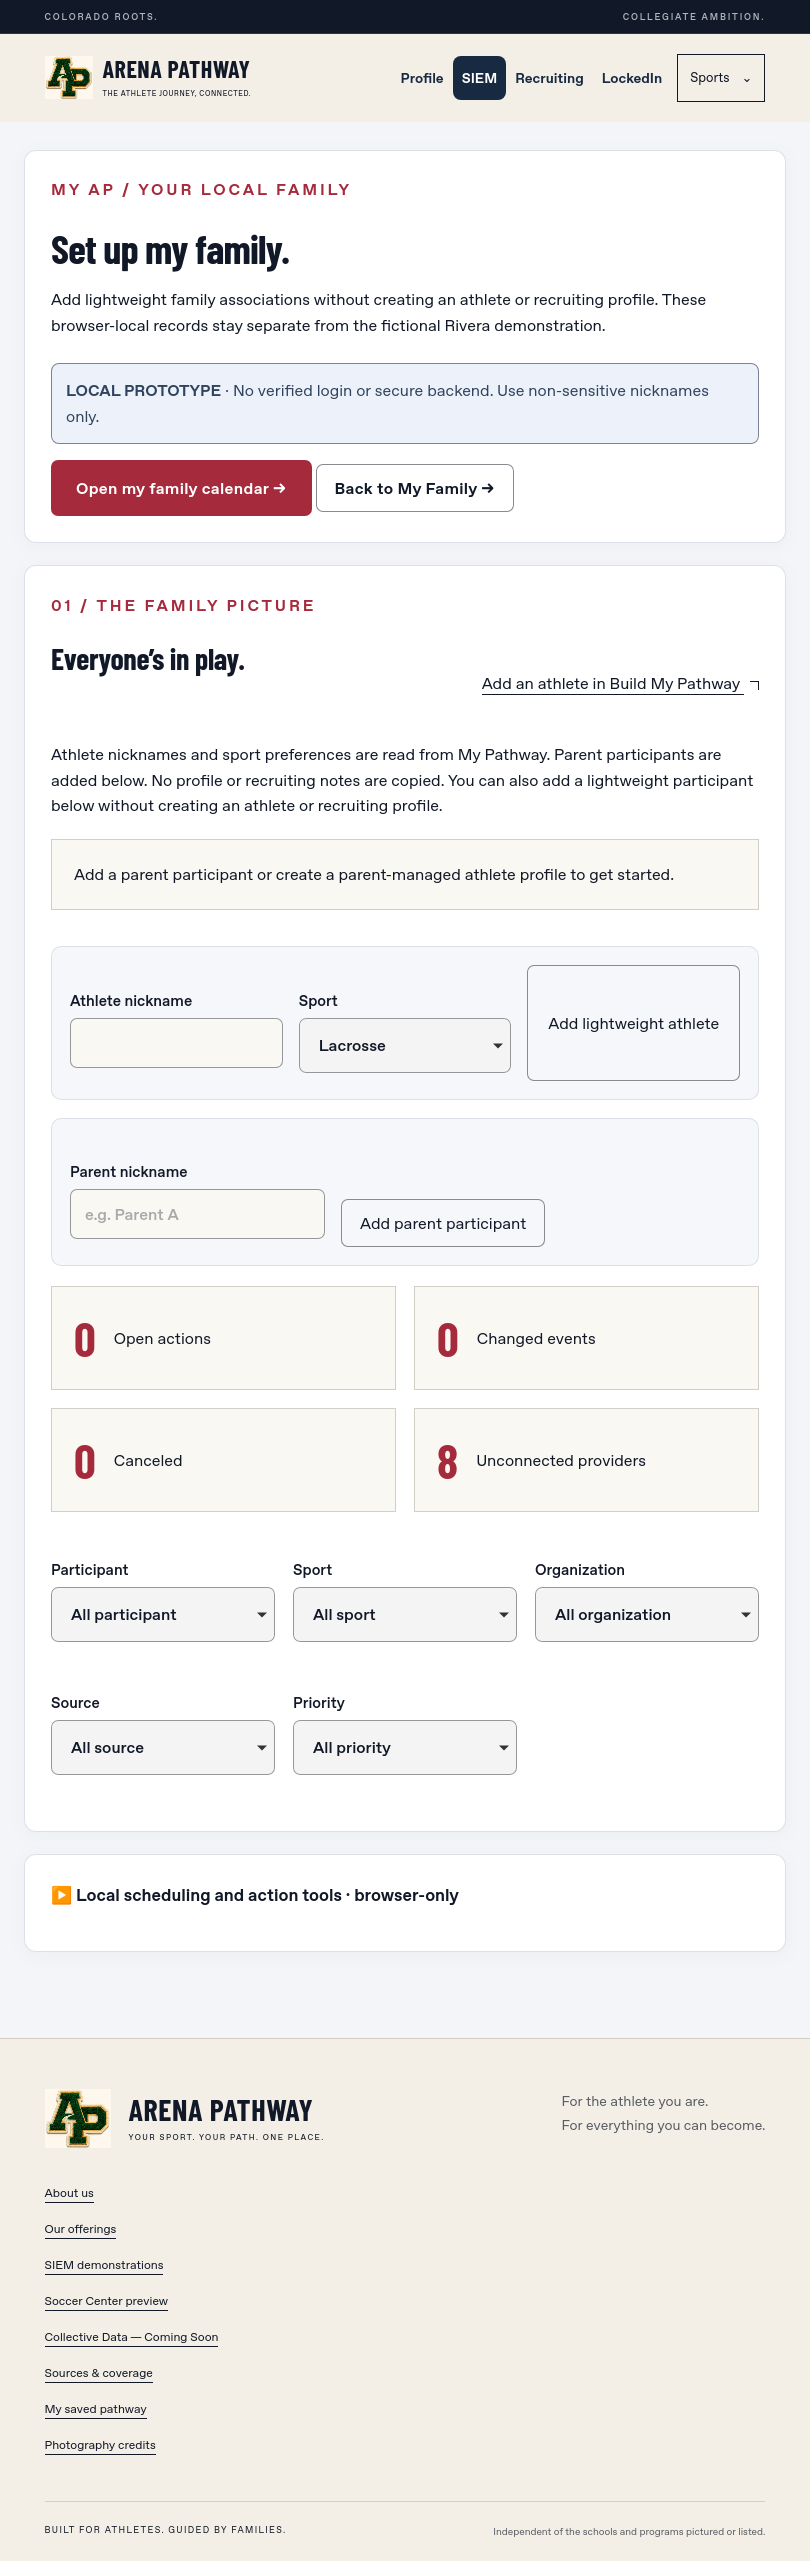 COLORADO ROOTS.
COLLEGIATE AMBITION.
AP
ARENA PATHWAY
THE ATHLETE JOURNEY, CONNECTED.
Profile
SIEM
Recruiting
LockedIn
Sports
MY AP / YOUR LOCAL FAMILY
Set up my family.
Add lightweight family associations without creating an athlete or recruiting profile. These
browser-local records stay separate from the fictional Rivera demonstration.
LOCAL PROTOTYPE · No verified login or secure backend. Use non-sensitive nicknames
only.
Open my family calendar →
Back to My Family →
01 / THE FAMILY PICTURE
Everyone’s in play.
Add an athlete in Build My Pathway
Athlete nicknames and sport preferences are read from My Pathway. Parent participants are
added below. No profile or recruiting notes are copied. You can also add a lightweight participant
below without creating an athlete or recruiting profile.
Add a parent participant or create a parent-managed athlete profile to get started.
Athlete nickname
Sport
Lacrosse
Add lightweight athlete
Parent nickname
e.g. Parent A
Add parent participant
0 Open actions
0 Changed events
0 Canceled
8 Unconnected providers
Participant
All participant
Sport
All sport
Organization
All organization
Source
All source
Priority
All priority
▶️ Local scheduling and action tools · browser-only
AP
ARENA PATHWAY
YOUR SPORT. YOUR PATH. ONE PLACE.
For the athlete you are.
For everything you can become.
About us
Our offerings
SIEM demonstrations
Soccer Center preview
Collective Data — Coming Soon
Sources & coverage
My saved pathway
Photography credits
BUILT FOR ATHLETES. GUIDED BY FAMILIES.
Independent of the schools and programs pictured or listed.